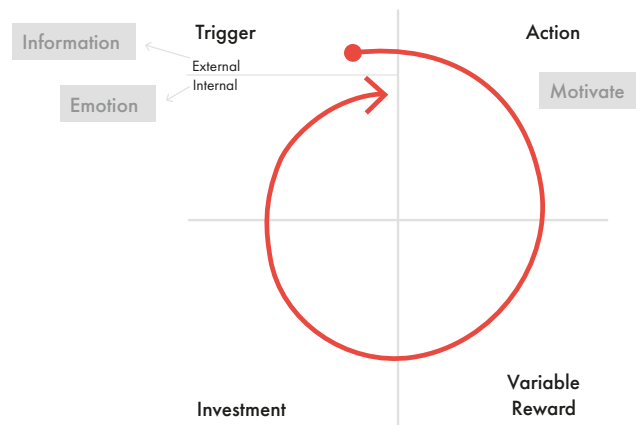 Trigger
Action
Information
External
Internal
Emotion
Motivate
Variable
Reward
Investment